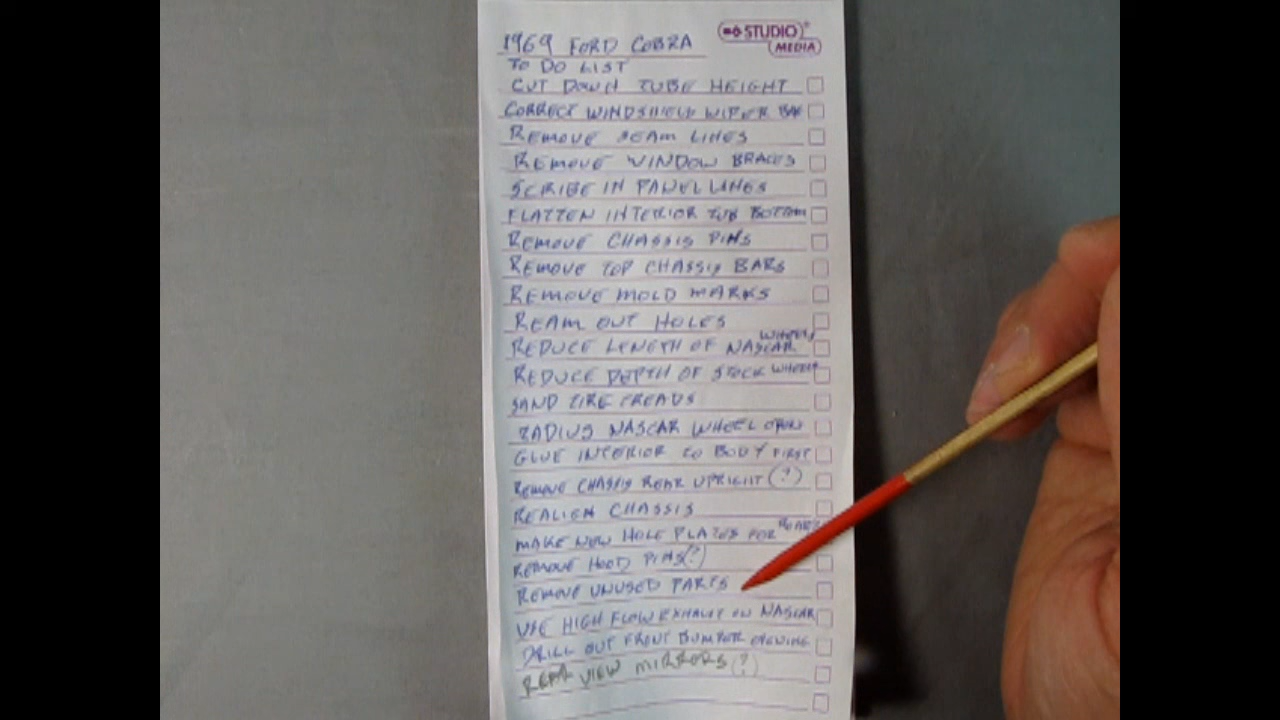 STUDIO
MEDIA
1969 FORD COBRA
TO DO LIST
CUT DOWN TUBE HEIGHT
CORRECT WINDSHIELD WIPER BAR
REMOVE SEAM LINES
REMOVE WINDOW BRACES
SCRIBE IN PANEL LINES
FLATTEN INTERIOR TUB BOTTOM
REMOVE CHASSIS PINS
REMOVE TOP CHASSIS BARS
REMOVE MOLD MARKS
REAM OUT HOLES
REDUCE LENGTH OF NASCAR WHEELS
REDUCE DEPTH OF STOCK WHEELS
SAND TIRE TREADS
RADIUS NASCAR WHEEL OPEN
GLUE INTERIOR TO BODY FIRST
REMOVE CHASSIS REAR UPRIGHT (?)
REALIEN CHASSIS
MAKE NEW HOLE PLATES FOR
REMOVE HOOD PINS(?)
REMOVE UNUSED PARTS
USE HIGH FLOW EXHAUST ON NASCAR
DRILL OUT FRONT BUMPER OPENING
REAR VIEW MIRRORS (?)